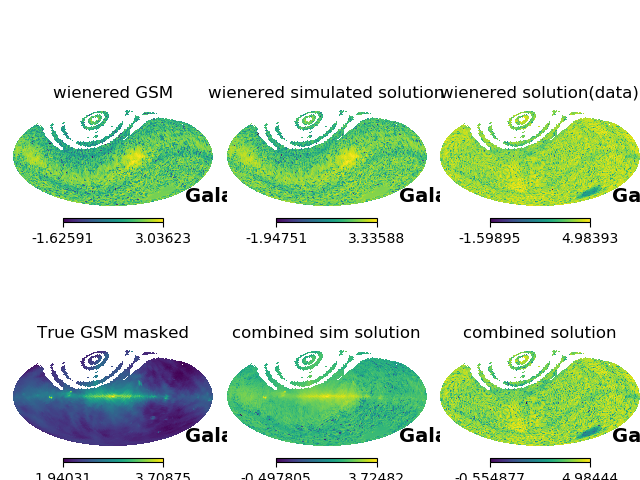 wienered GSM wienered simulated solution wienered solution(data)
Gala Gala Ga
-1.62591 3.03623 -1.94751 3.33588 -1.59895 4.98393
True GSM masked combined sim solution combined solution
Gala Gala Ga
1.94031 3.70875 -0.497805 3.72482 -0.554877 4.98444